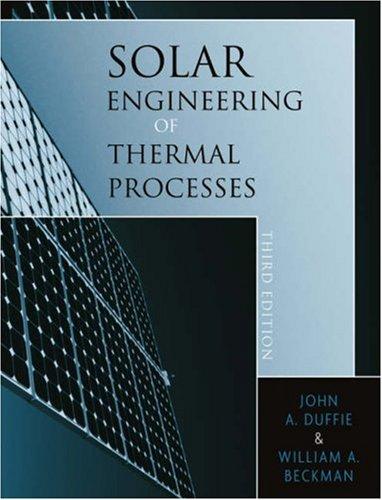 SOLAR
ENGINEERING
OF
THERMAL
PROCESSES
THIRD EDITION
JOHN
A. DUFFIE
&
WILLIAM A.
BECKMAN